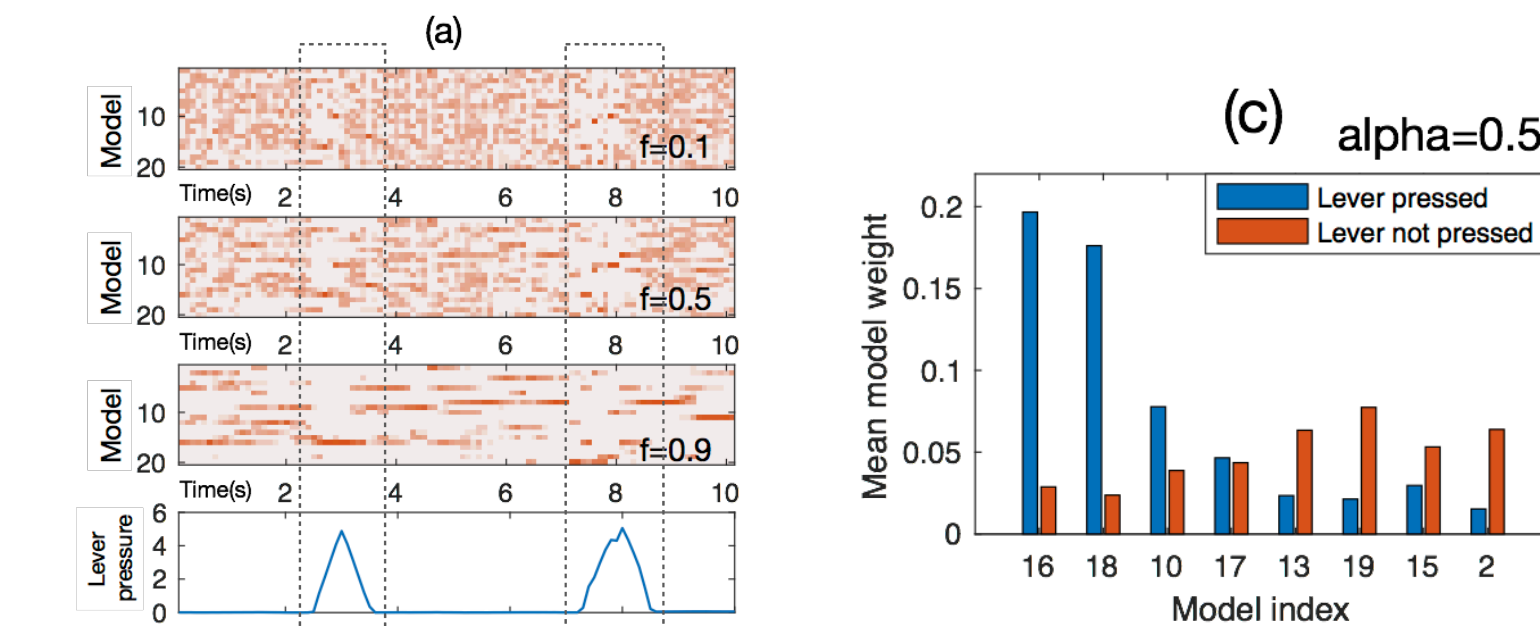 (a)
Model
10
20
f=0.1
Time(s) 2 4 6 8 10
Model
10
20
f=0.5
Time(s) 2 4 6 8 10
Model
10
20
f=0.9
Time(s) 2 4 6 8 10
Lever
pressure
6
4
2
0
(c)
alpha=0.5
Lever pressed
Lever not pressed
Mean model weight
0.2
0.15
0.1
0.05
0
16 18 10 17 13 19 15 2
Model index